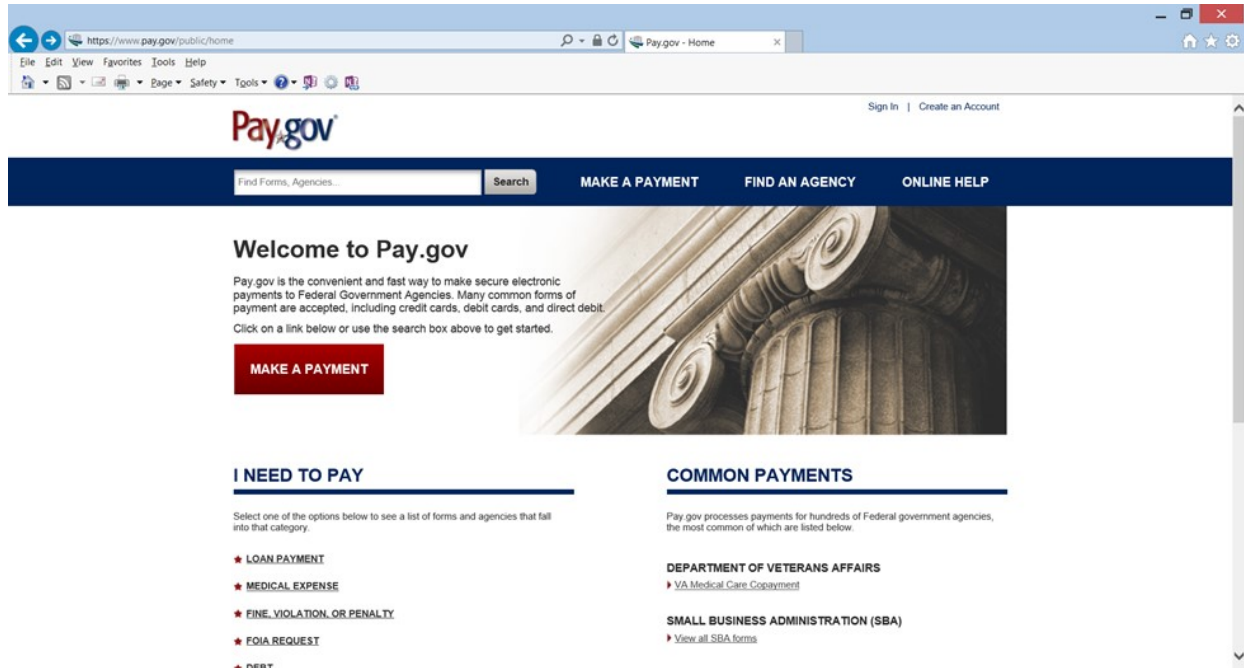 https://www.pay.gov/public/home
Pay.gov - Home
File Edit View Favorites Tools Help
Page Safety Tools
Sign In | Create an Account
Pay.gov
Find Forms, Agencies...
Search
MAKE A PAYMENT
FIND AN AGENCY
ONLINE HELP
Welcome to Pay.gov
Pay.gov is the convenient and fast way to make secure electronic
payments to Federal Government Agencies. Many common forms of
payment are accepted, including credit cards, debit cards, and direct debit.
Click on a link below or use the search box above to get started.
MAKE A PAYMENT
I NEED TO PAY
Select one of the options below to see a list of forms and agencies that fall
into that category.
LOAN PAYMENT
MEDICAL EXPENSE
FINE, VIOLATION, OR PENALTY
FOIA REQUEST
DEBT
COMMON PAYMENTS
Pay.gov processes payments for hundreds of Federal government agencies,
the most common of which are listed below.
DEPARTMENT OF VETERANS AFFAIRS
VA Medical Care Copayment
SMALL BUSINESS ADMINISTRATION (SBA)
View all SBA forms